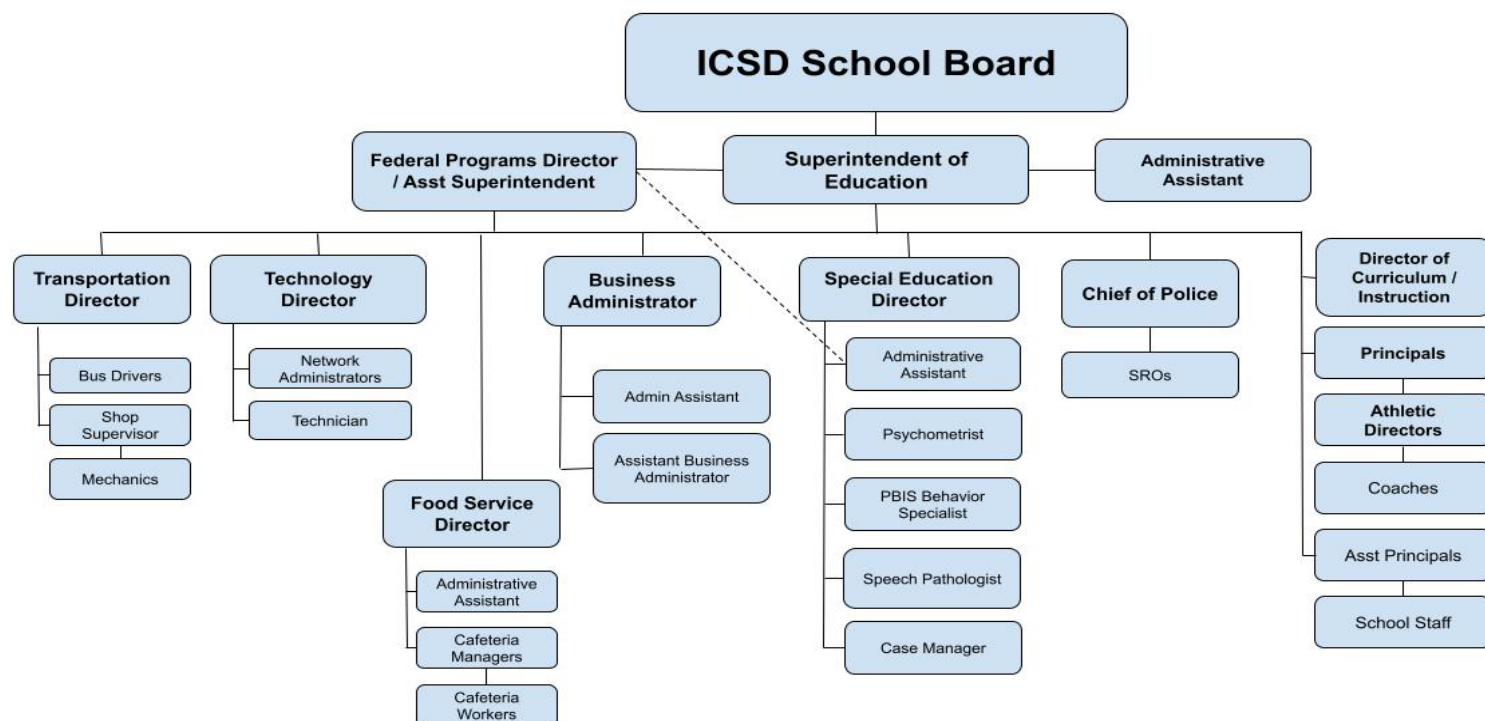 ICSD School Board
Federal Programs Director
/ Asst Superintendent
Superintendent of
Education
Administrative
Assistant
Transportation
Director
Bus Drivers
Shop
Supervisor
Mechanics
Technology
Director
Network
Administrators
Technician
Food Service
Director
Administrative
Assistant
Cafeteria
Managers
Cafeteria
Workers
Business
Administrator
Admin Assistant
Assistant Business
Administrator
Special Education
Director
Administrative
Assistant
Psychometrist
PBIS Behavior
Specialist
Speech Pathologist
Case Manager
Chief of Police
SROs
Director of
Curriculum /
Instruction
Principals
Athletic
Directors
Coaches
Asst Principals
School Staff